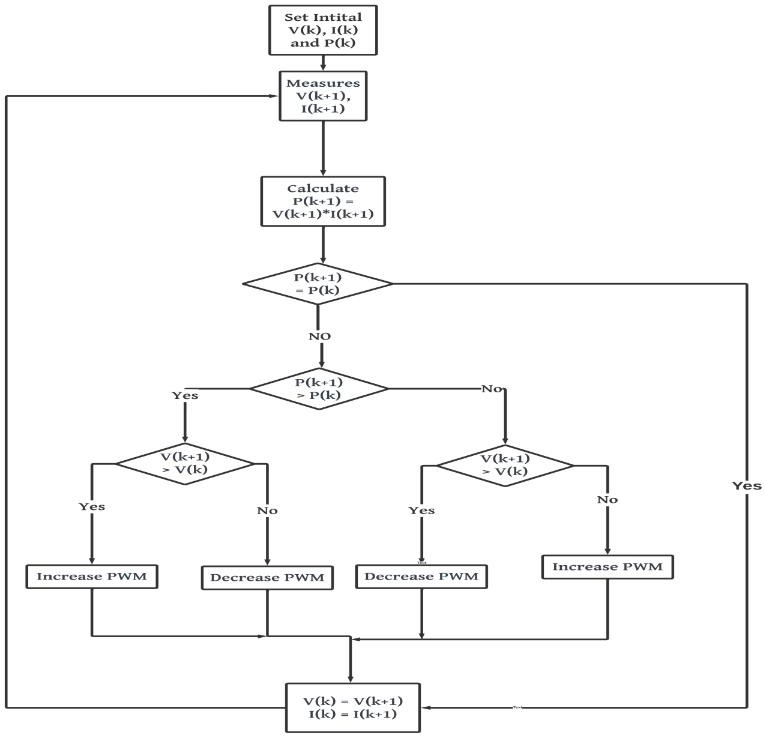 Set Intital
V(k), I(k)
and P(k)
Measures
V(k+1),
I(k+1)
Calculate
P(k+1) =
V(k+1)*I(k+1)
P(k+1)
= P(k)
NO
P(k+1)
> P(k)
Yes
No
V(k+1)
> V(k)
V(k+1)
> V(k)
Yes
No
Yes
No
Yes
Increase PWM
Decrease PWM
Decrease PWM
Increase PWM
V(k) = V(k+1)
I(k) = I(k+1)